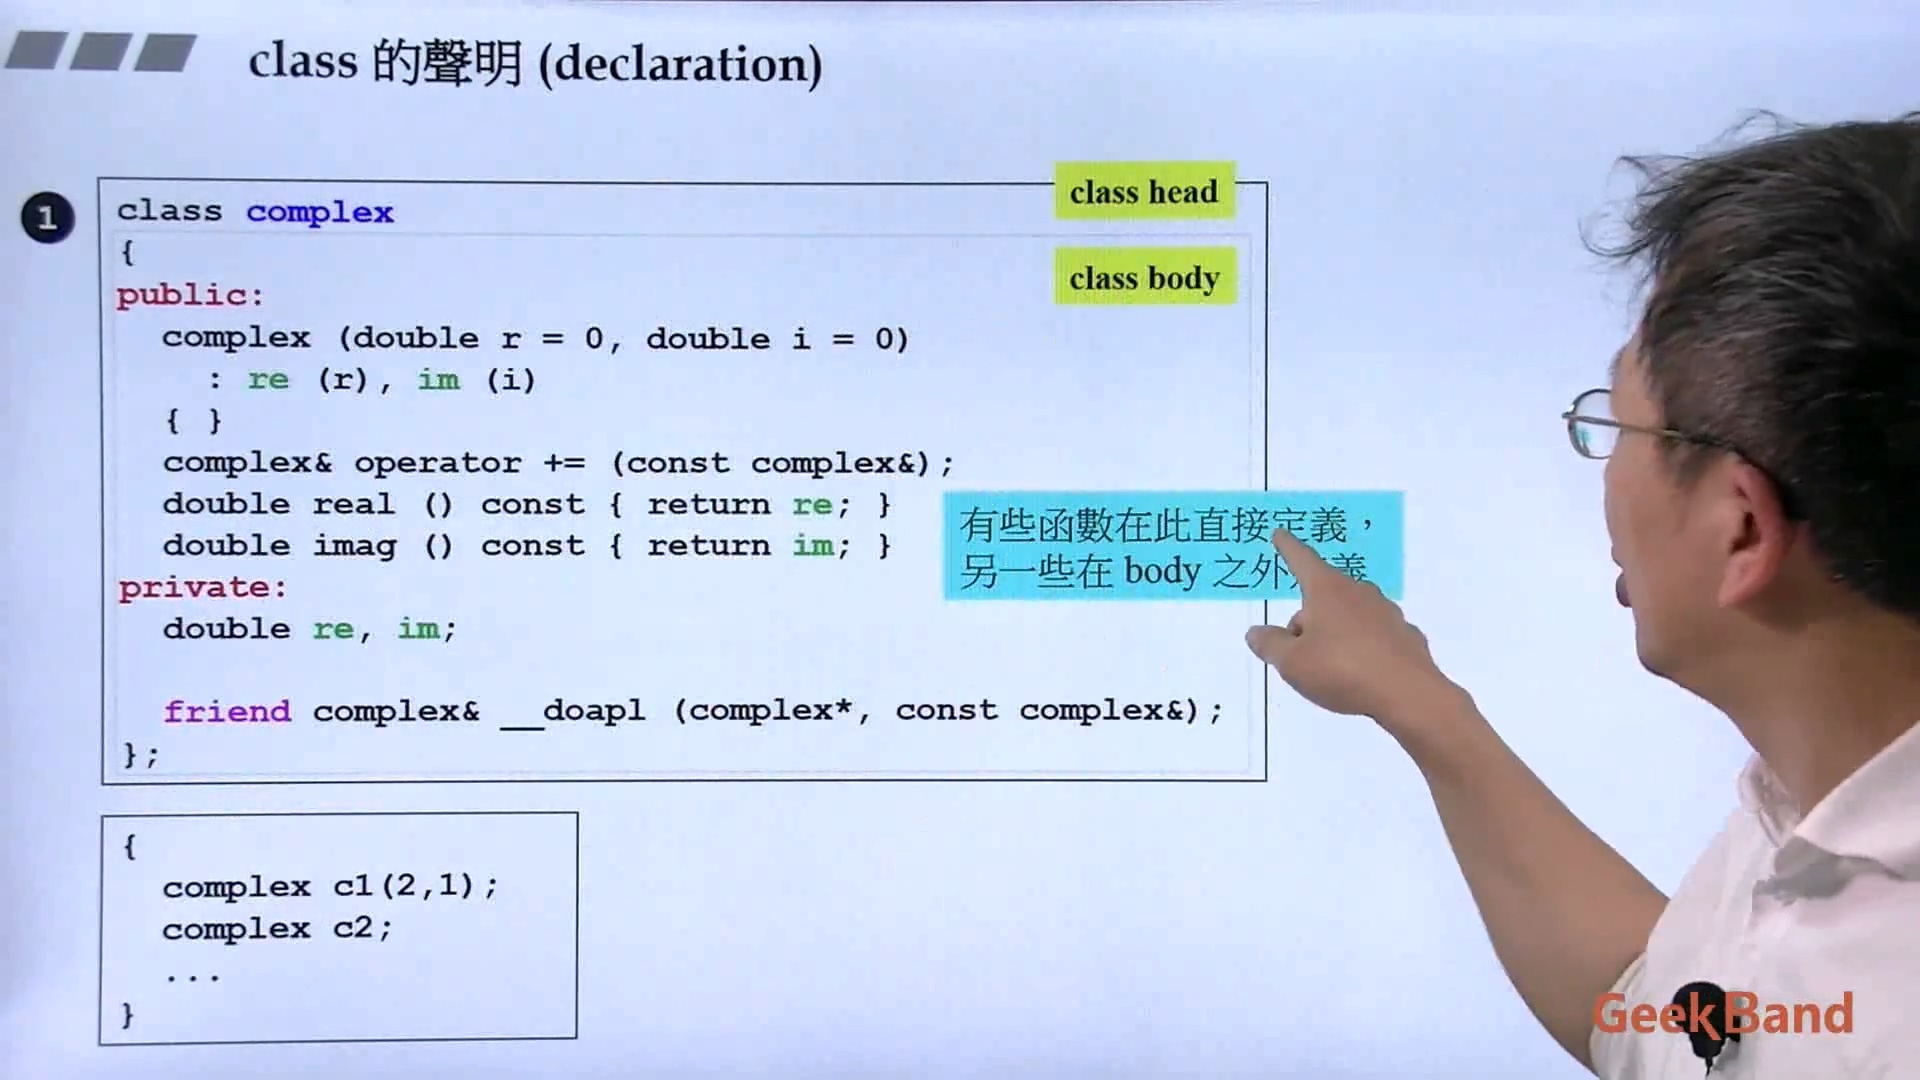 class 的聲明 (declaration)
1
class head
class complex
{
class body
public:
complex (double r = 0, double i = 0)
: re (r), im (i)
{ }
complex& operator += (const complex&);
double real () const { return re; }
double imag () const { return im; }
有些函數在此直接定義，
另一些在 body 之外義
private:
double re, im;
friend complex& __doapl (complex*, const complex&);
};
{
complex c1(2,1);
complex c2;
...
}
GeekBand